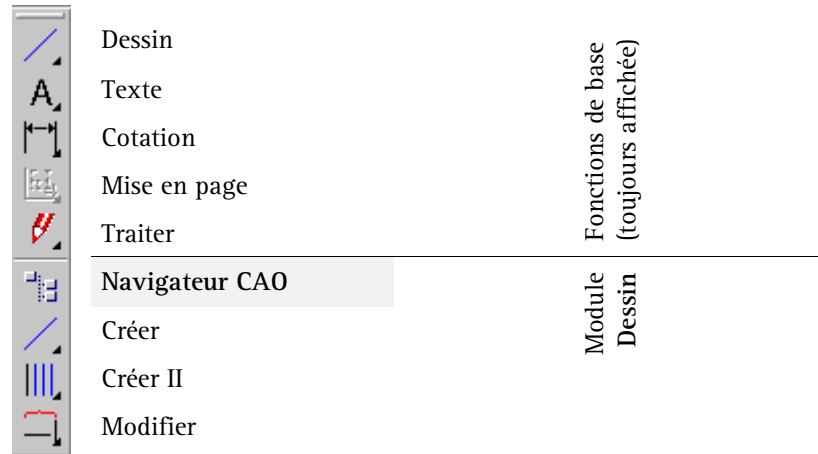 Dessin
Texte
Cotation
Mise en page
Traiter
Fonctions de base
(toujours affichée)
Navigateur CAO
Créer
Créer II
Modifier
Module
Dessin